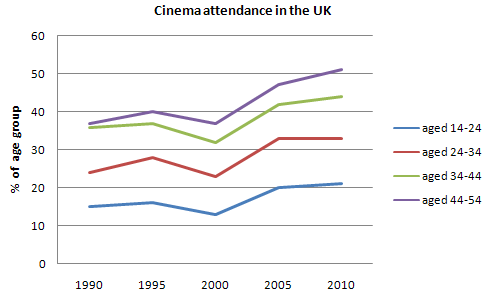 Cinema attendance in the UK
% of age group
60
50
40
30
20
10
0
1990 1995 2000 2005 2010
aged 14-24
aged 24-34
aged 34-44
aged 44-54